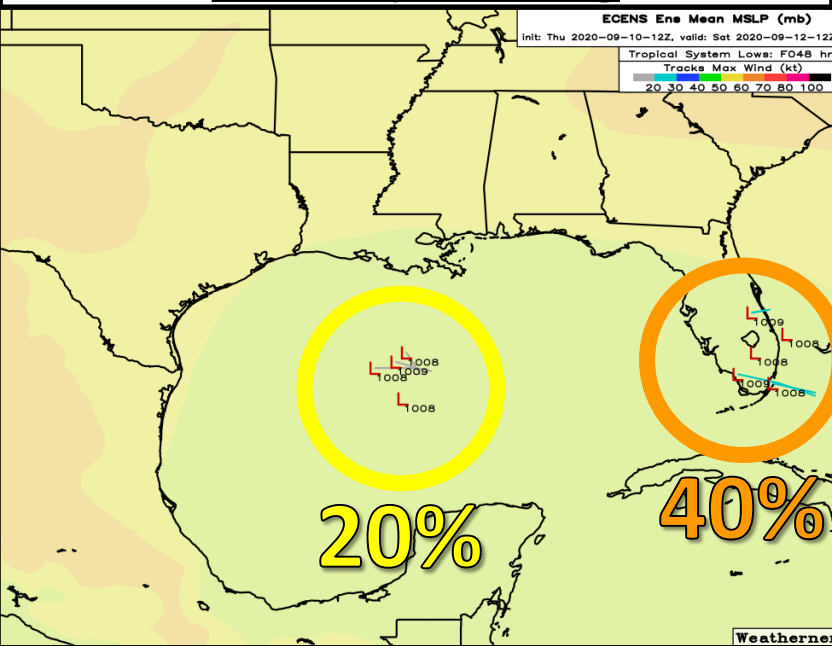 ECENS Ens Mean MSLP (mb)
init: Thu 2020-09-10-12Z, valid: Sat 2020-09-12-12Z
Tropical System Lows: F048 hr
Tracks Max Wind (kt)
20 30 40 50 60 70 80 100
1009
1008
1008
1008
1009
1008
1009
1008
1008
20%
40%
Weatherner